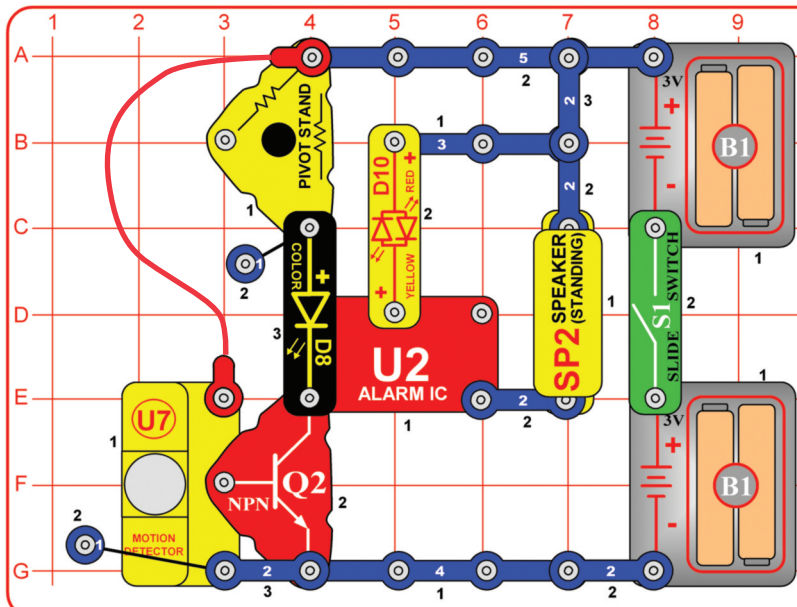 1 2 3 4 5 6 7 8 9
A
B
C
D
E
F
G
5
2
3V
+
-
B1
1
PIVOT STAND
1
1
2
2
3
2
2
1
3
D10
RED
+
YELLOW
+
2
COLOR
+
D8
3
U2
ALARM IC
1
SP2
SPEAKER
(STANDING)
1
2
2
S1
SLIDE SWITCH
2
3V
+
-
B1
1
U7
MOTION
DETECTOR
1
1
2
Q2
NPN
2
2
3
4
1
2
2